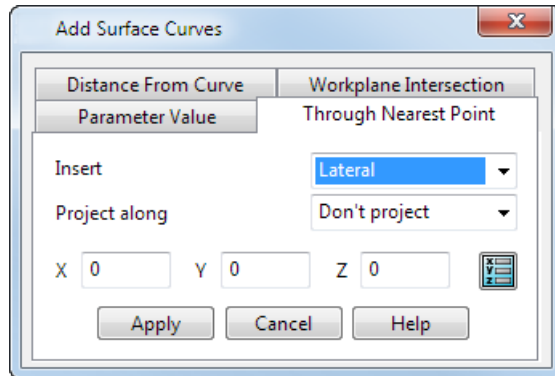 Add Surface Curves
Distance From Curve Workplane Intersection
Parameter Value Through Nearest Point
Insert Lateral
Project along Don't project
X 0 Y 0 Z 0
Apply Cancel Help